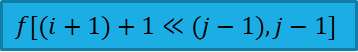 f[(i + 1) + 1 ≪ (j − 1), j − 1]